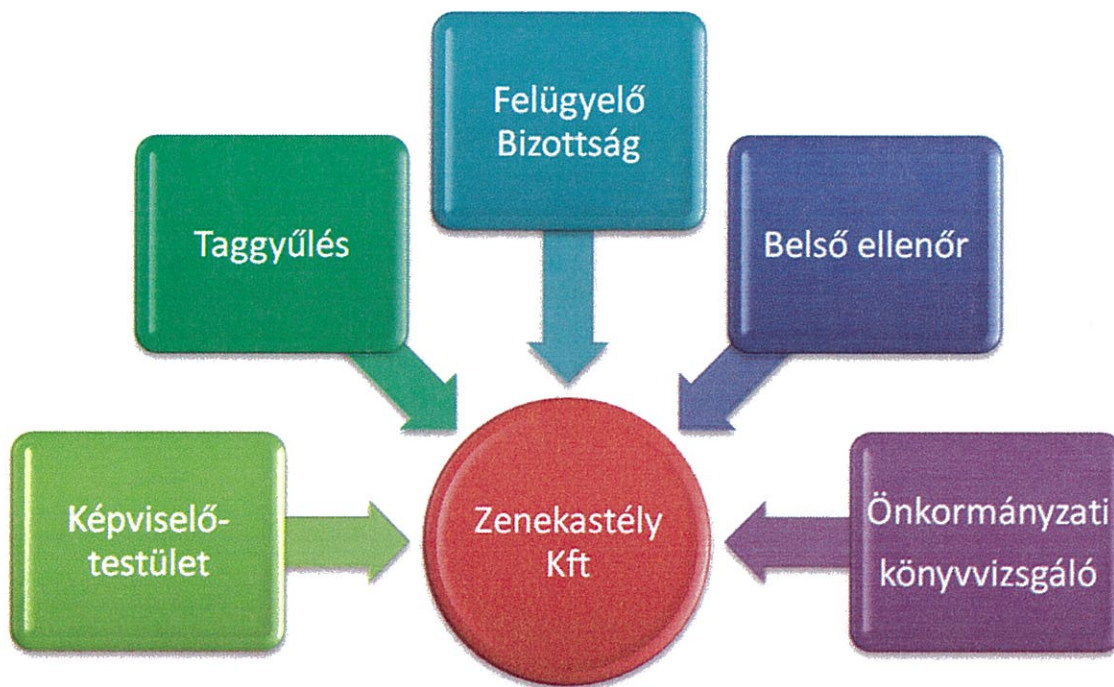 Felügyelő
Bizottság
Taggyűlés
Belső ellenőr
Képviselő-
testület
Zenekastély
Kft
Önkormányzati
könyvvizsgáló